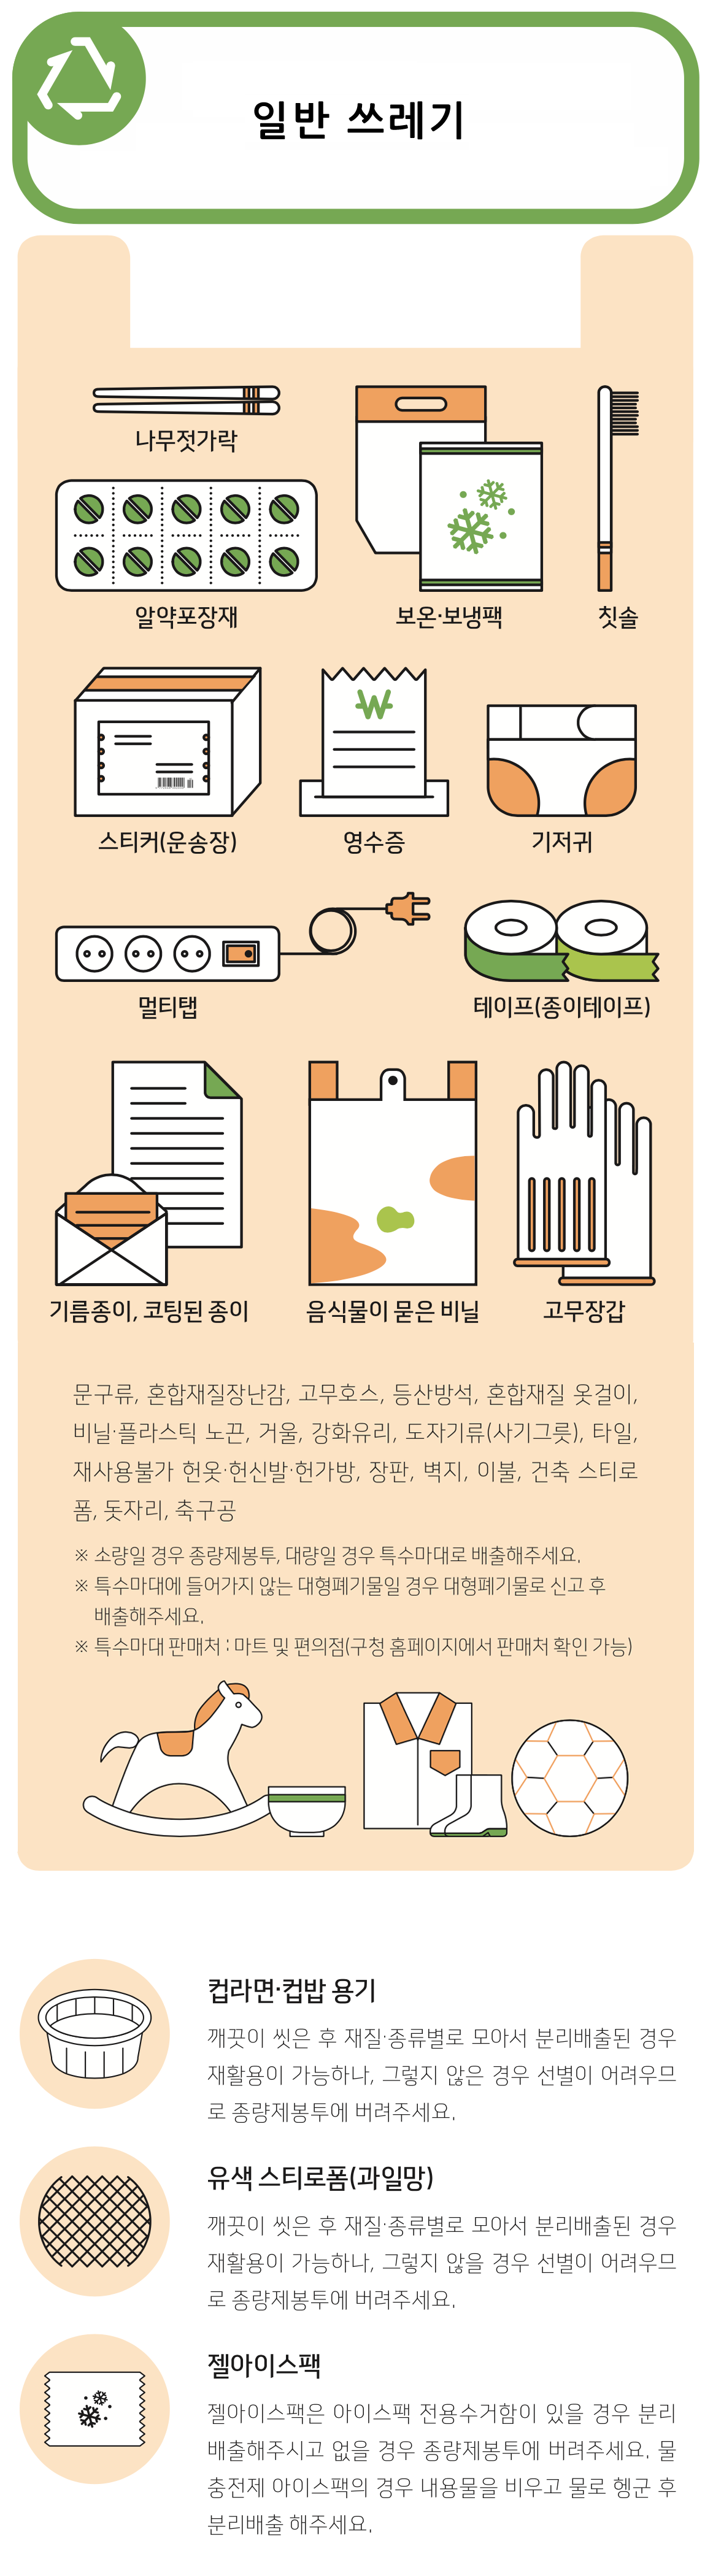 일반 쓰레기
나무젓가락
알약포장재
보온·보냉팩
칫솔
스티커(운송장)
영수증
기저귀
멀티탭
테이프(종이테이프)
기름종이, 코팅된 종이
음식물이 묻은 비닐
고무장갑
문구류, 혼합재질장난감, 고무호스, 등산방석, 혼합재질 옷걸이,
비닐·플라스틱 노끈, 거울, 강화유리, 도자기류(사기그릇), 타일,
재사용불가 헌옷·헌신발·헌가방, 장판, 벽지, 이불, 건축 스티로
폼, 돗자리, 축구공
※ 소량일 경우 종량제봉투, 대량일 경우 특수마대로 배출해주세요.
※ 특수마대에 들어가지 않는 대형폐기물일 경우 대형폐기물로 신고 후
배출해주세요.
※ 특수마대 판매처 : 마트 및 편의점(구청 홈페이지에서 판매처 확인 가능)
컵라면·컵밥 용기
깨끗이 씻은 후 재질·종류별로 모아서 분리배출된 경우
재활용이 가능하나, 그렇지 않은 경우 선별이 어려우므
로 종량제봉투에 버려주세요.
유색 스티로폼(과일망)
깨끗이 씻은 후 재질·종류별로 모아서 분리배출된 경우
재활용이 가능하나, 그렇지 않을 경우 선별이 어려우므
로 종량제봉투에 버려주세요.
젤아이스팩
젤아이스팩은 아이스팩 전용수거함이 있을 경우 분리
배출해주시고 없을 경우 종량제봉투에 버려주세요. 물
충전제 아이스팩의 경우 내용물을 비우고 물로 헹군 후
분리배출 해주세요.